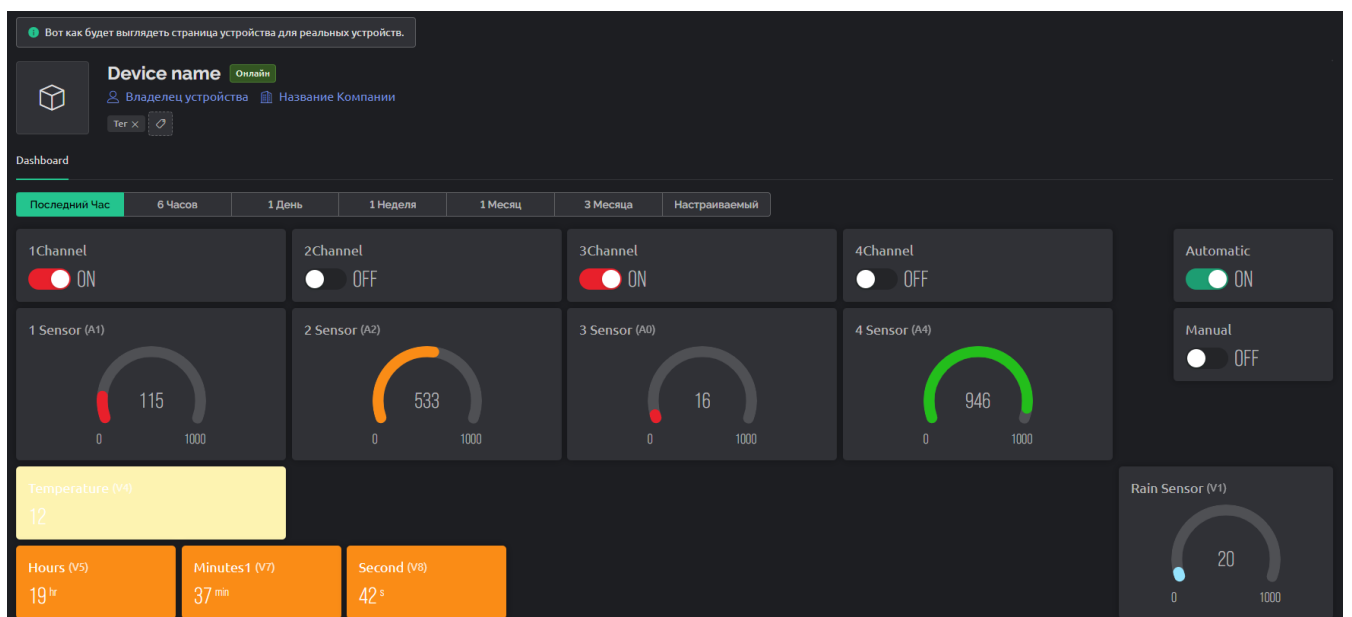 Вот как будет выглядеть страница устройства для реальных устройств.
Device name Онлайн
Владелец устройства Название Компании
Тег ×
Dashboard
Последний Час 6 Часов 1 День 1 Неделя 1 Месяц 3 Месяца Настраиваемый
1Channel 2Channel 3Channel 4Channel Automatic
ON OFF ON OFF ON
1 Sensor (A1) 2 Sensor (A2) 3 Sensor (A0) 4 Sensor (A4) Manual
OFF
115 533 16 946
0 1000 0 1000 0 1000 0 1000
Temperature (V4) Rain Sensor (V1)
12
20
Hours (V5) Minutes1 (V7) Second (V8)
19 hr 37 min 42 s
0 1000